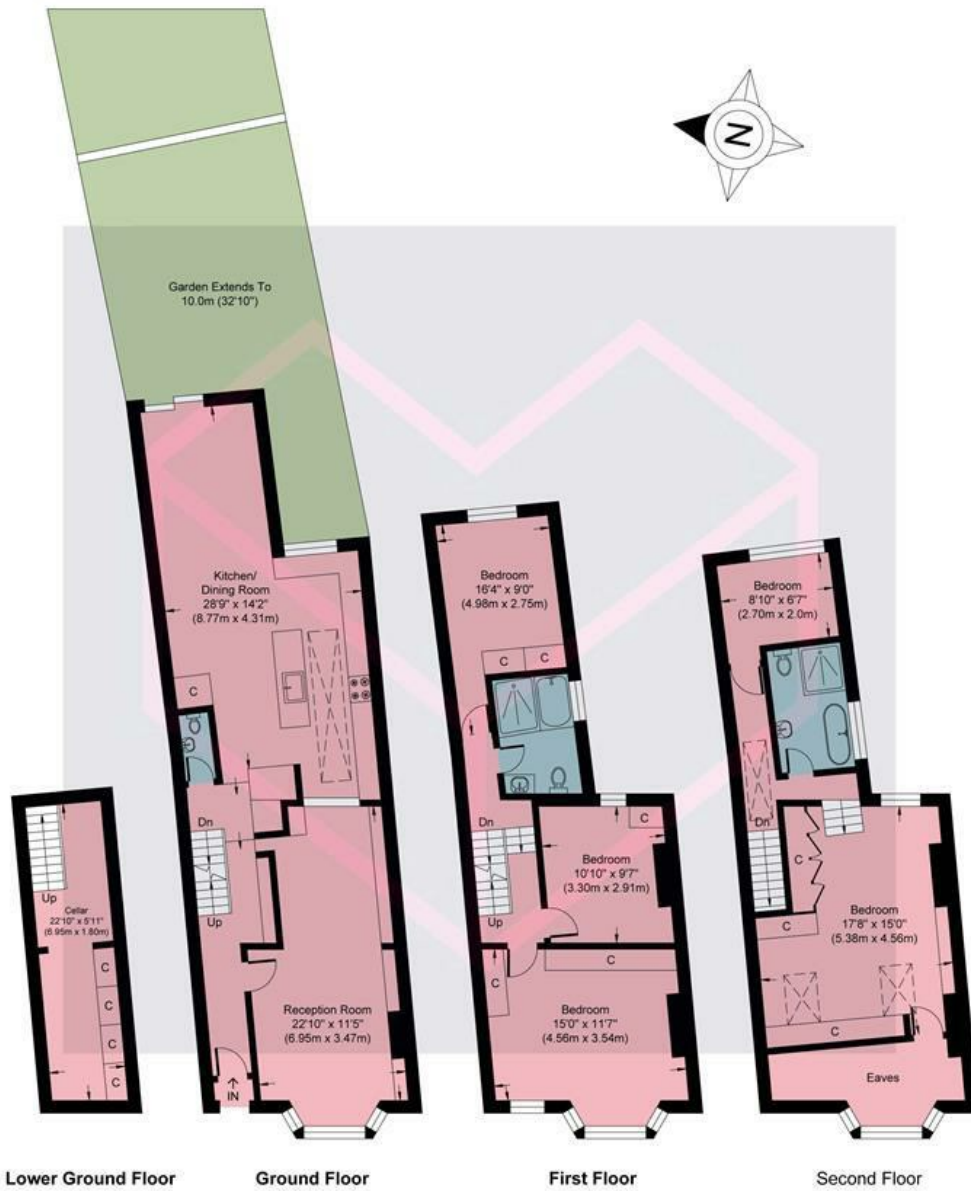 N
Garden Extends To
10.0m (32'10")
Kitchen/
Dining Room
28'9" x 14'2"
(8.77m x 4.31m)
C
Dn
Up
Reception Room
22'10" x 11'5"
(6.95m x 3.47m)
IN
Up
Cellar
22'10" x 5'11"
(6.95m x 1.80m)
C
C
C
C
Bedroom
16'4" x 9'0"
(4.98m x 2.75m)
C
C
Dn
Up
C
Bedroom
10'10" x 9'7"
(3.30m x 2.91m)
C
C
Bedroom
15'0" x 11'7"
(4.56m x 3.54m)
Bedroom
8'10" x 6'7"
(2.70m x 2.0m)
Dn
C
Bedroom
17'8" x 15'0"
(5.38m x 4.56m)
C
C
Eaves
Lower Ground Floor
Ground Floor
First Floor
Second Floor